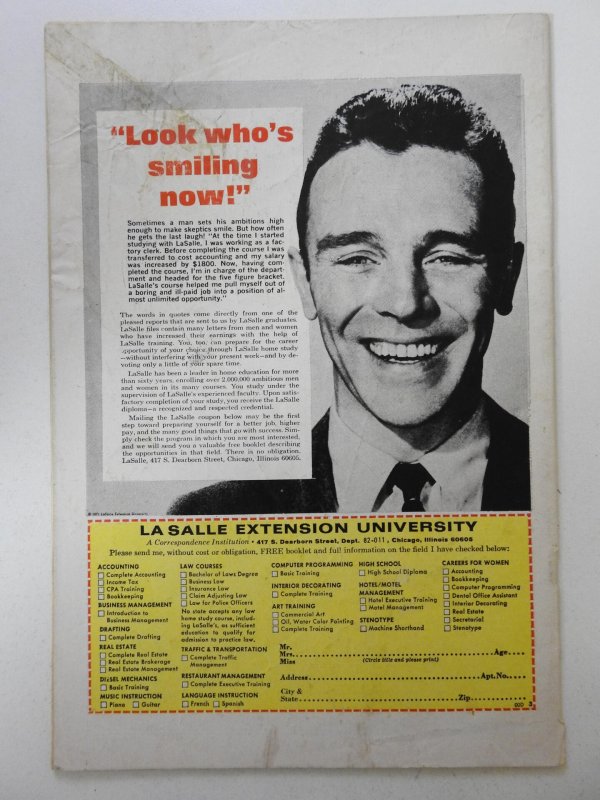 “Look who’s
smiling
now!”
Sometimes a man sets his ambitions high
enough to make skeptics smile. But how often
he gets the last laugh! “At the time I started
studying with LaSalle, I was working as a fac-
tory clerk. Before completing the course I was
transferred to cost accounting and my salary
was increased by $1800. Now, having com-
pleted the course, I’m in charge of the depart-
ment and headed for the five figure bracket.
LaSalle’s course helped me pull myself out of
a boring and ill-paid job into a position of al-
most unlimited opportunity.”
The words in quotes come directly from one of the
pleased reports that are sent to us by LaSalle graduates.
LaSalle files contain many letters from men and women
who have increased their earnings with the help of
LaSalle training. You, too, can prepare for the career
opportunity of your choice through LaSalle home study
—without interfering with your present work—and by de-
voting only a little of your spare time.
LaSalle has been a leader in home education for more
than sixty years, enrolling over 2,000,000 ambitious men
and women in its many courses. You study under the
supervision of LaSalle’s experienced faculty. Upon satis-
factory completion of your study, you receive the LaSalle
diploma—a recognized and respected credential.
Mailing the LaSalle coupon below may be the first
step toward preparing yourself for a better job, higher
pay, and the many good things that go with success. Sim-
ply check the program in which you are most interested,
and we will send you a valuable free booklet describing
the opportunities in that field. There is no obligation.
LaSalle, 417 S. Dearborn Street, Chicago, Illinois 60605.
LaSalle Extension University
LA SALLE EXTENSION UNIVERSITY
A Correspondence Institution • 417 S. Dearborn Street, Dept. 82-011, Chicago, Illinois 60605
Please send me, without cost or obligation, FREE booklet and full information on the field I have checked below:
ACCOUNTING
Complete Accounting
Income Tax
CPA Training
Bookkeeping
BUSINESS MANAGEMENT
Introduction to
Business Management
DRAFTING
Complete Drafting
REAL ESTATE
Complete Real Estate
Real Estate Brokerage
Real Estate Management
DIESEL MECHANICS
Basic Training
MUSIC INSTRUCTION
Piano Guitar
LAW COURSES
Bachelor of Laws Degree
Business Law
Insurance Law
Claim Adjusting Law
Law for Police Officers
No state accepts any law
home study course, includ-
ing LaSalle’s, as sufficient
education to qualify for
admission to practice law.
TRAFFIC & TRANSPORTATION
Complete Traffic
Management
RESTAURANT MANAGEMENT
Complete Executive Training
LANGUAGE INSTRUCTION
French Spanish
COMPUTER PROGRAMMING
Basic Training
INTERIOR DECORATING
Complete Training
ART TRAINING
Commercial Art
Oil, Water Color Painting
Complete Training
HIGH SCHOOL
High School Diploma
HOTEL/MOTEL
MANAGEMENT
Hotel Executive Training
Motel Management
STENOTYPE
Machine Shorthand
CAREERS FOR WOMEN
Accounting
Bookkeeping
Computer Programming
Dental Office Assistant
Interior Decorating
Real Estate
Secretarial
Stenotype
Mr.
Mrs. Age
Miss (Circle title and please print)
Address Apt. No.
City &
State Zip
3